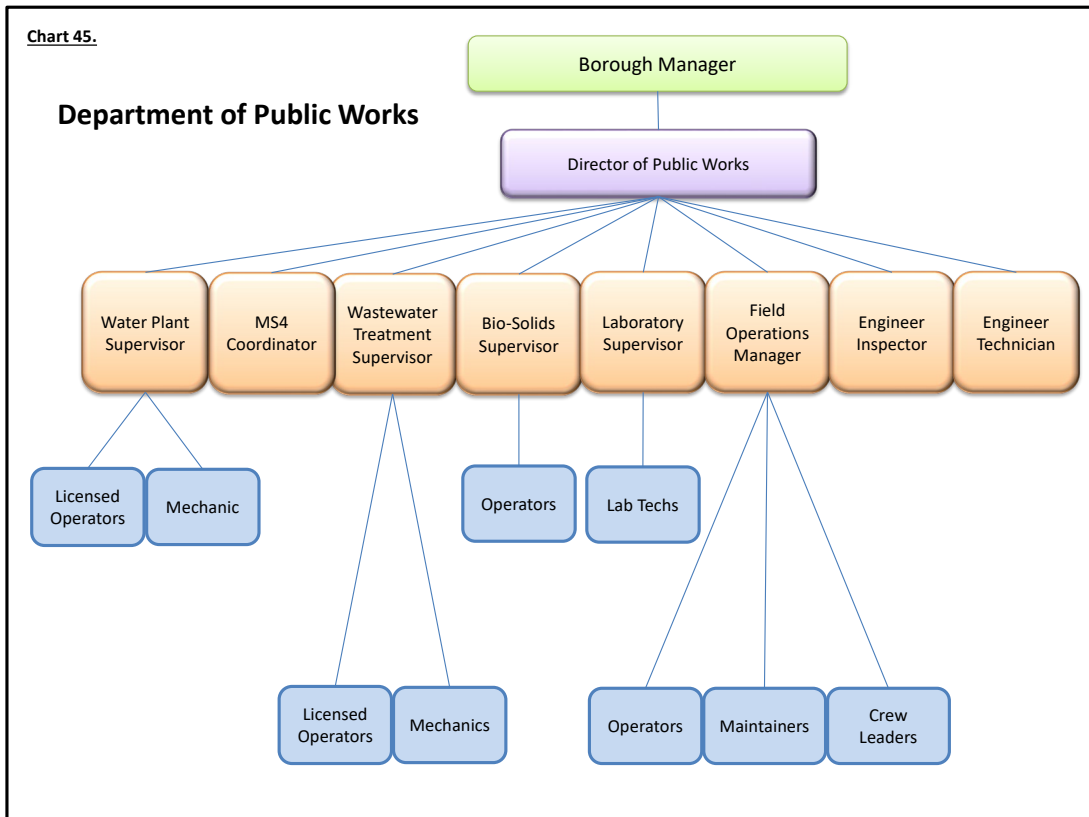 Chart 45.
Borough Manager
Department of Public Works
Director of Public Works
Water Plant
Supervisor
MS4
Coordinator
Wastewater
Treatment
Supervisor
Bio-Solids
Supervisor
Laboratory
Supervisor
Field
Operations
Manager
Engineer
Inspector
Engineer
Technician
Licensed
Operators
Mechanic
Operators
Lab Techs
Licensed
Operators
Mechanics
Operators
Maintainers
Crew
Leaders